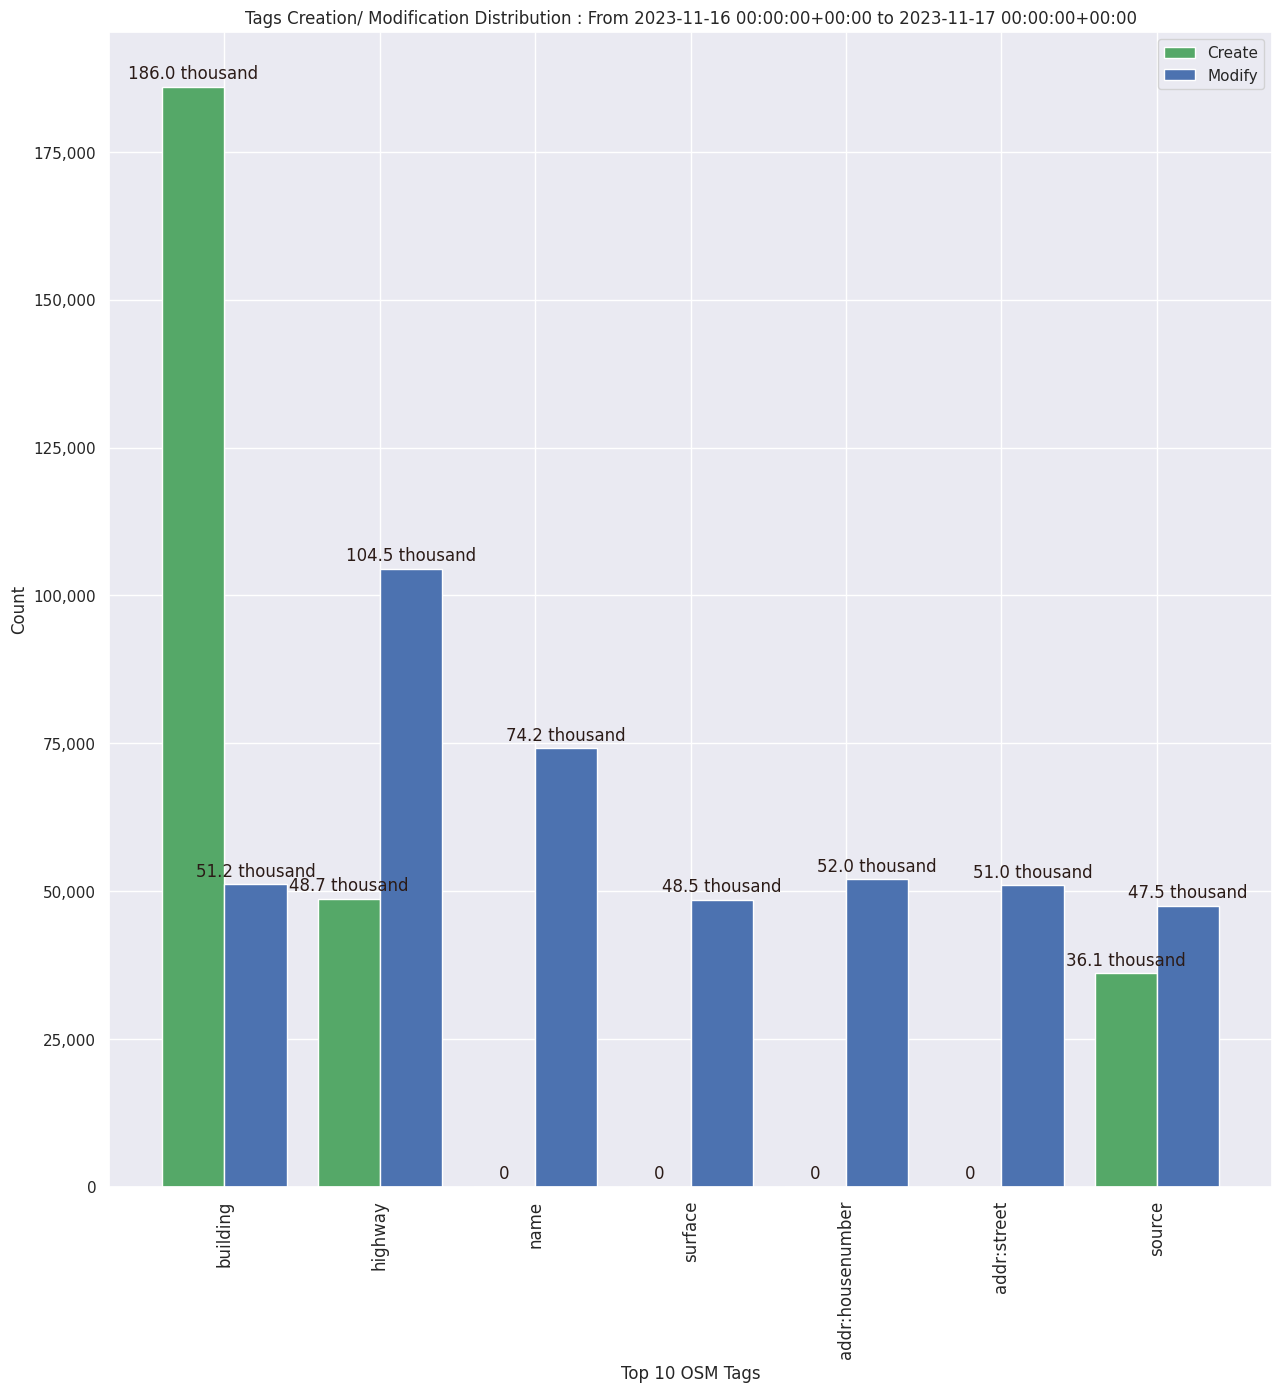 Tags Creation/ Modification Distribution : From 2023-11-16 00:00:00+00:00 to 2023-11-17 00:00:00+00:00
Create
Modify
186.0 thousand
175,000
150,000
125,000
104.5 thousand
100,000
Count
74.2 thousand
75,000
51.2 thousand
48.7 thousand
48.5 thousand
52.0 thousand
51.0 thousand
47.5 thousand
50,000
36.1 thousand
25,000
0
0
0
0
0
building
highway
name
surface
addr:housenumber
addr:street
source
Top 10 OSM Tags